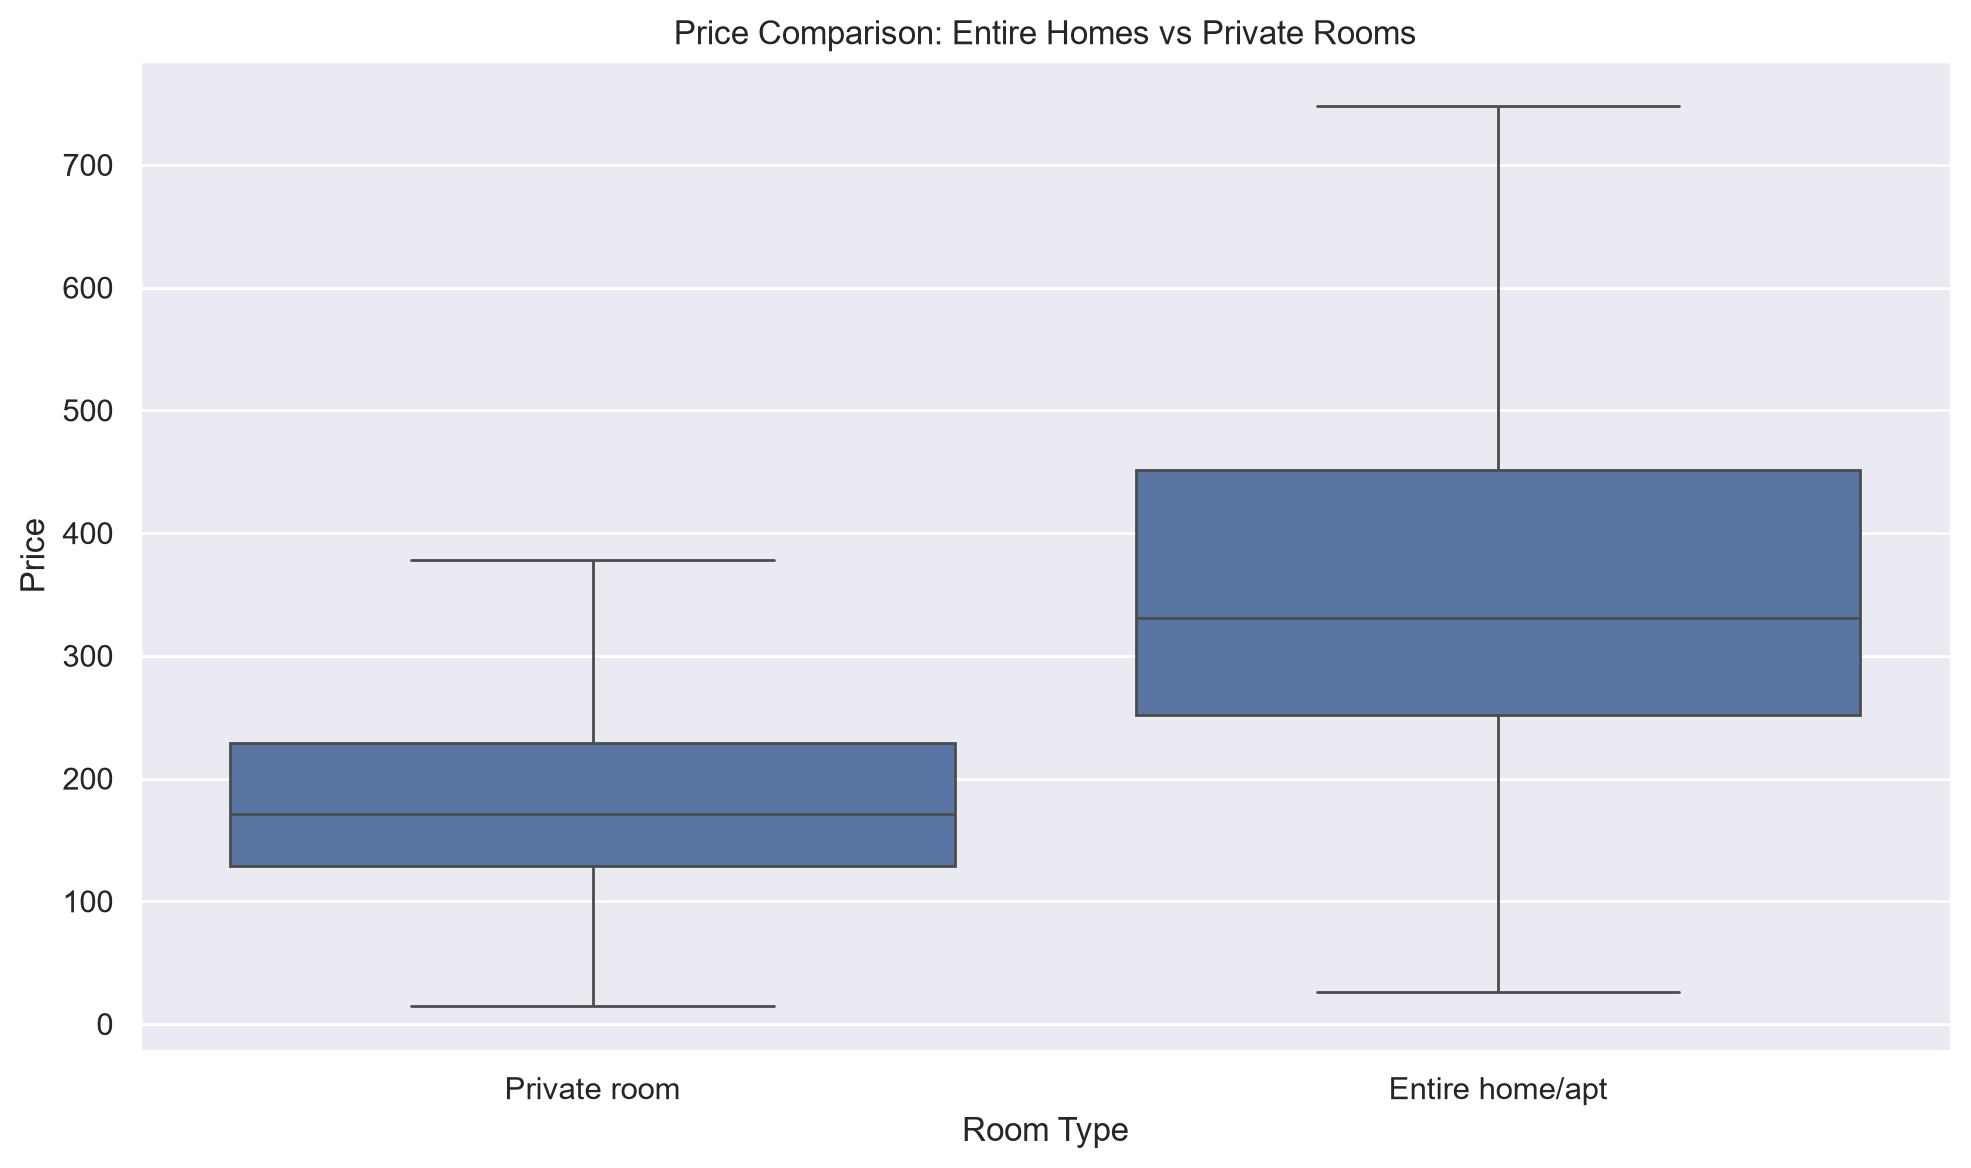 Price Comparison: Entire Homes vs Private Rooms
Price
700
600
500
400
300
200
100
0
Private room
Entire home/apt
Room Type